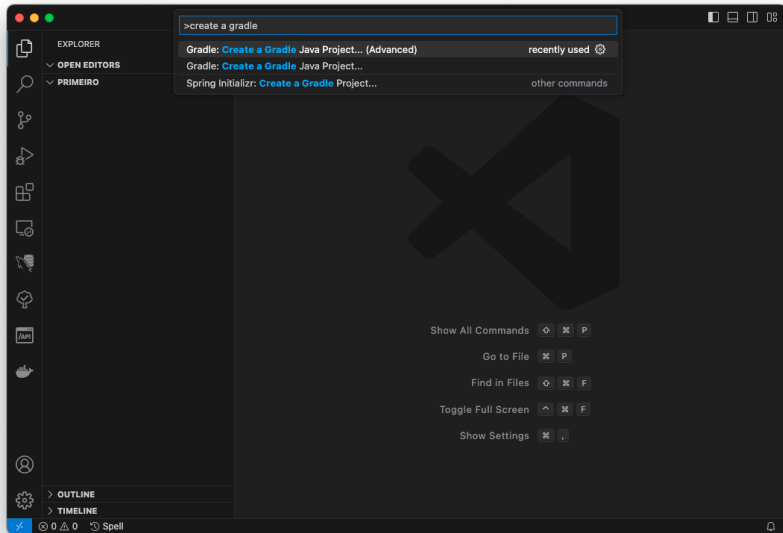 >create a gradle
Gradle: Create a Gradle Java Project... (Advanced) recently used
Gradle: Create a Gradle Java Project...
Spring Initializr: Create a Gradle Project... other commands
EXPLORER
OPEN EDITORS
PRIMEIRO
/API
Show All Commands ⇧ ⌘ P
Go to File ⌘ P
Find in Files ⇧ ⌘ F
Toggle Full Screen ^ ⌘ F
Show Settings ⌘ ,
OUTLINE
TIMELINE
0 0 Spell